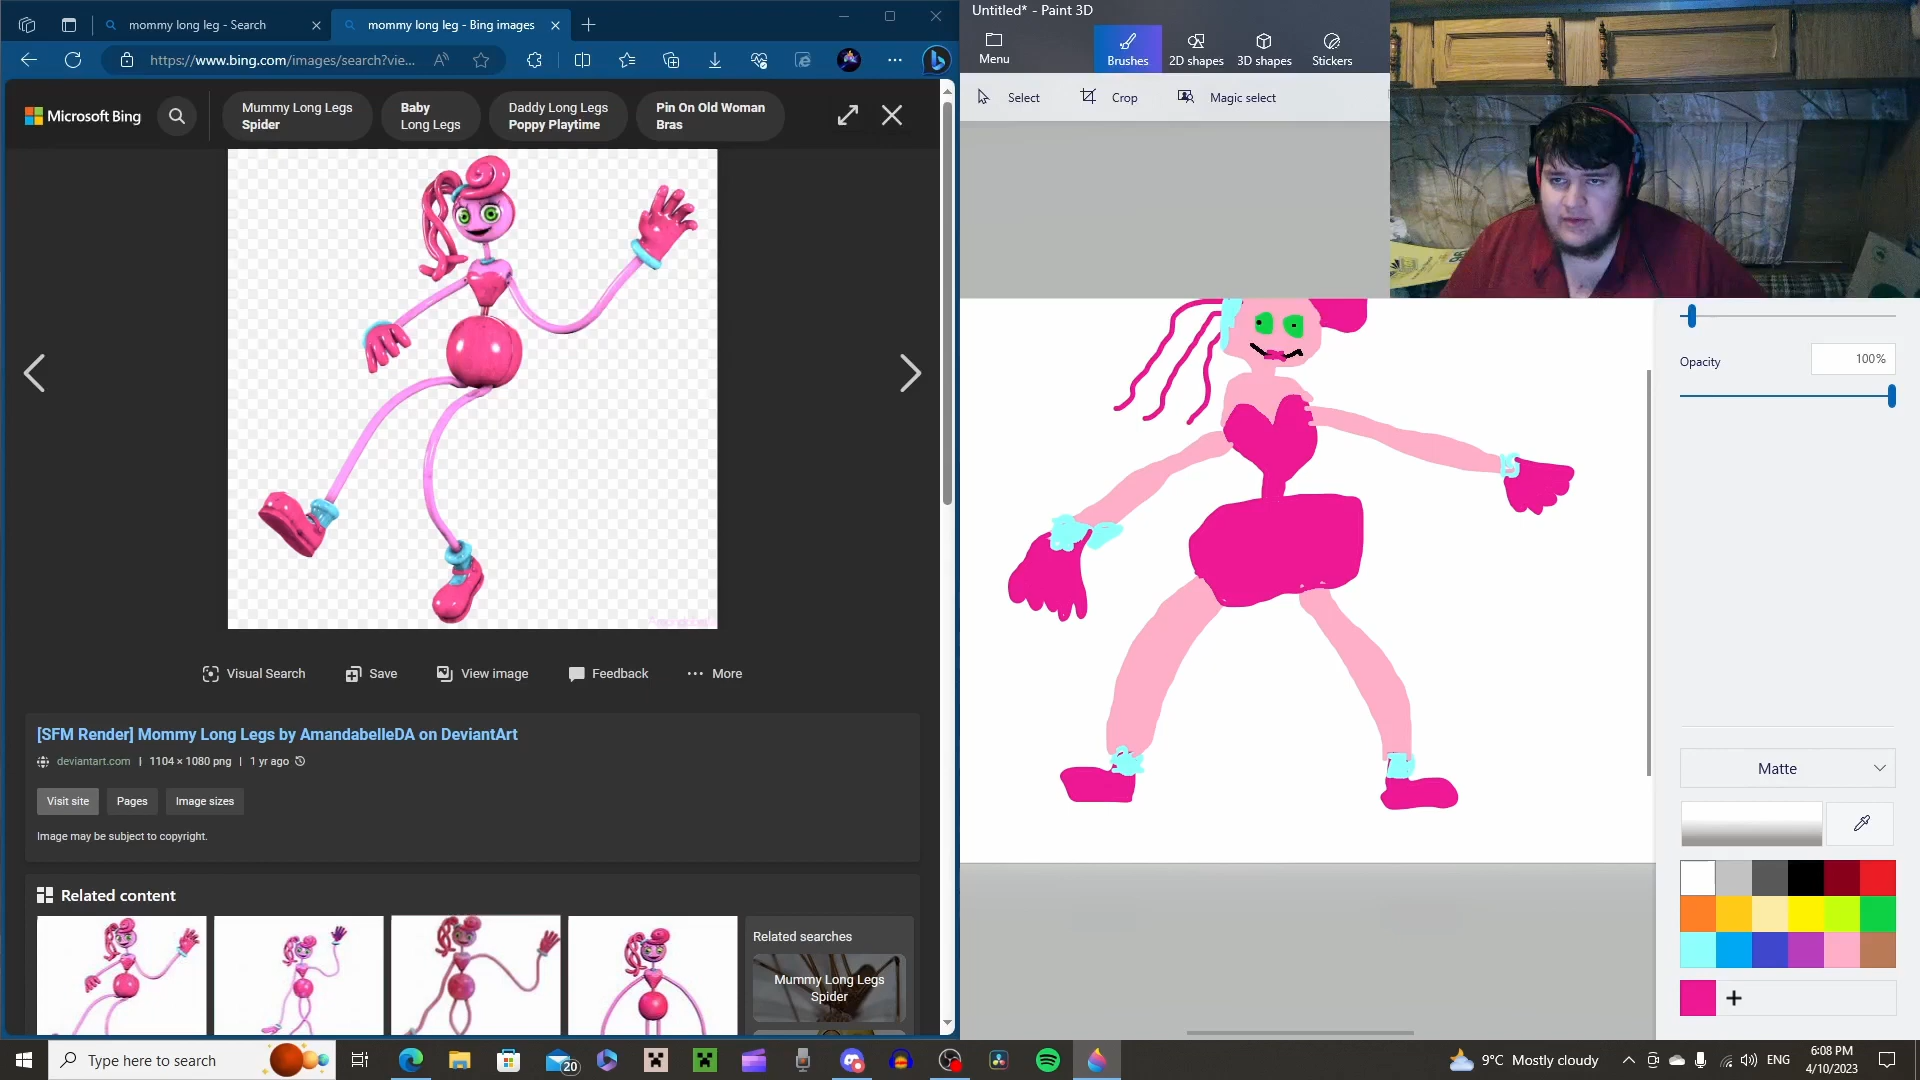 mommy long leg - Search
mommy long leg - Bing images
https://www.bing.com/images/search?vie...
Microsoft Bing
Mummy Long Legs
Spider
Baby
Long Legs
Daddy Long Legs
Poppy Playtime
Pin On Old Woman
Bras
Visual Search
Save
View image
Feedback
More
[SFM Render] Mommy Long Legs by AmandabelleDA on DeviantArt
deviantart.com | 1104 × 1080 png | 1 yr ago
Visit site
Pages
Image sizes
Image may be subject to copyright.
Related content
Related searches
Mummy Long Legs
Spider
Untitled* - Paint 3D
Menu
Brushes
2D shapes
3D shapes
Stickers
Select
Crop
Magic select
Opacity
100%
Matte
Type here to search
20
9°C Mostly cloudy
ENG
6:08 PM
4/10/2023